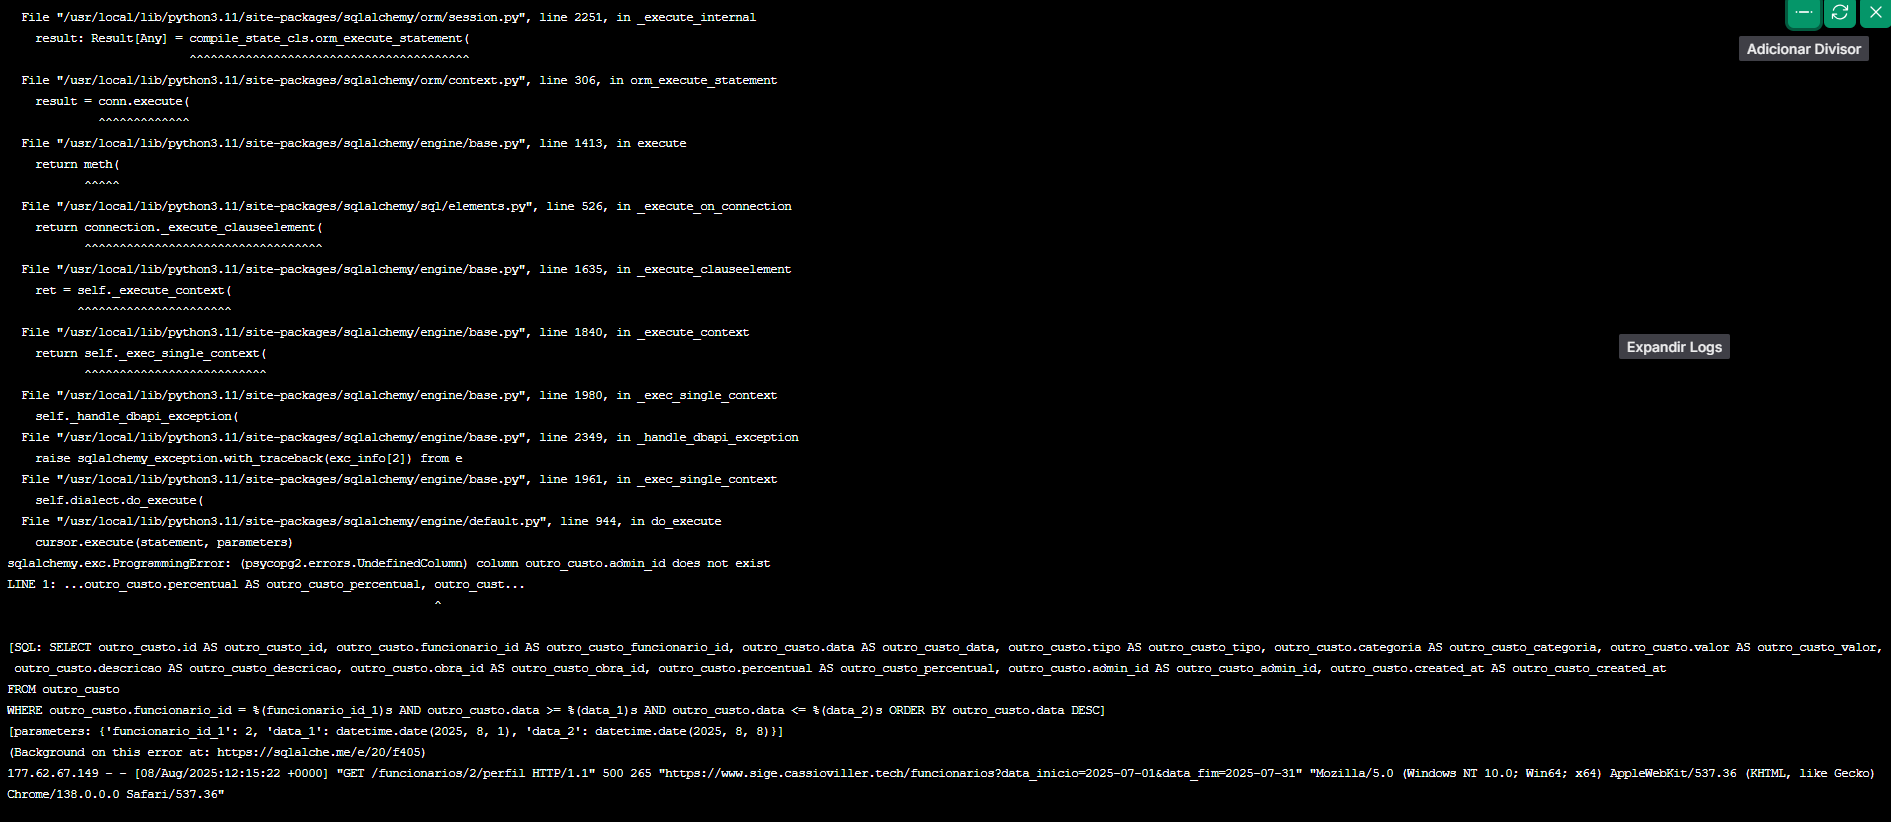 File "/usr/local/lib/python3.11/site-packages/sqlalchemy/orm/session.py", line 2251, in _execute_internal
result: Result[Any] = compile_state_cls.orm_execute_statement(
^^^^^^^^^^^^^^^^^^^^^^^^^^^^^^^^^^^^^^^^
File "/usr/local/lib/python3.11/site-packages/sqlalchemy/orm/context.py", line 306, in orm_execute_statement
result = conn.execute(
^^^^^^^^^^^^^
File "/usr/local/lib/python3.11/site-packages/sqlalchemy/engine/base.py", line 1413, in execute
return meth(
^^^^^
File "/usr/local/lib/python3.11/site-packages/sqlalchemy/sql/elements.py", line 526, in _execute_on_connection
return connection._execute_clauseelement(
^^^^^^^^^^^^^^^^^^^^^^^^^^^^^^^^^^
File "/usr/local/lib/python3.11/site-packages/sqlalchemy/engine/base.py", line 1635, in _execute_clauseelement
ret = self._execute_context(
^^^^^^^^^^^^^^^^^^^^^^
File "/usr/local/lib/python3.11/site-packages/sqlalchemy/engine/base.py", line 1840, in _execute_context
return self._exec_single_context(
^^^^^^^^^^^^^^^^^^^^^^^^^^
File "/usr/local/lib/python3.11/site-packages/sqlalchemy/engine/base.py", line 1980, in _exec_single_context
self._handle_dbapi_exception(
File "/usr/local/lib/python3.11/site-packages/sqlalchemy/engine/base.py", line 2349, in _handle_dbapi_exception
raise sqlalchemy_exception.with_traceback(exc_info[2]) from e
File "/usr/local/lib/python3.11/site-packages/sqlalchemy/engine/base.py", line 1961, in _exec_single_context
self.dialect.do_execute(
File "/usr/local/lib/python3.11/site-packages/sqlalchemy/engine/default.py", line 944, in do_execute
cursor.execute(statement, parameters)
sqlalchemy.exc.ProgrammingError: (psycopg2.errors.UndefinedColumn) column outro_custo.admin_id does not exist
LINE 1: ...outro_custo.percentual AS outro_custo_percentual, outro_cust...
^
[SQL: SELECT outro_custo.id AS outro_custo_id, outro_custo.funcionario_id AS outro_custo_funcionario_id, outro_custo.data AS outro_custo_data, outro_custo.tipo AS outro_custo_tipo, outro_custo.categoria AS outro_custo_categoria, outro_custo.valor AS outro_custo_valor,
outro_custo.descricao AS outro_custo_descricao, outro_custo.obra_id AS outro_custo_obra_id, outro_custo.percentual AS outro_custo_percentual, outro_custo.admin_id AS outro_custo_admin_id, outro_custo.created_at AS outro_custo_created_at
FROM outro_custo
WHERE outro_custo.funcionario_id = %(funcionario_id_1)s AND outro_custo.data >= %(data_1)s AND outro_custo.data <= %(data_2)s ORDER BY outro_custo.data DESC]
[parameters: {'funcionario_id_1': 2, 'data_1': datetime.date(2025, 8, 1), 'data_2': datetime.date(2025, 8, 8)}]
(Background on this error at: https://sqlalche.me/e/20/f405)
177.62.67.149 - - [08/Aug/2025:12:15:22 +0000] "GET /funcionarios/2/perfil HTTP/1.1" 500 265 "https://www.sige.cassioviller.tech/funcionarios?data_inicio=2025-07-01&data_fim=2025-07-31" "Mozilla/5.0 (Windows NT 10.0; Win64; x64) AppleWebKit/537.36 (KHTML, like Gecko)
Chrome/138.0.0.0 Safari/537.36"
Adicionar Divisor
Expandir Logs